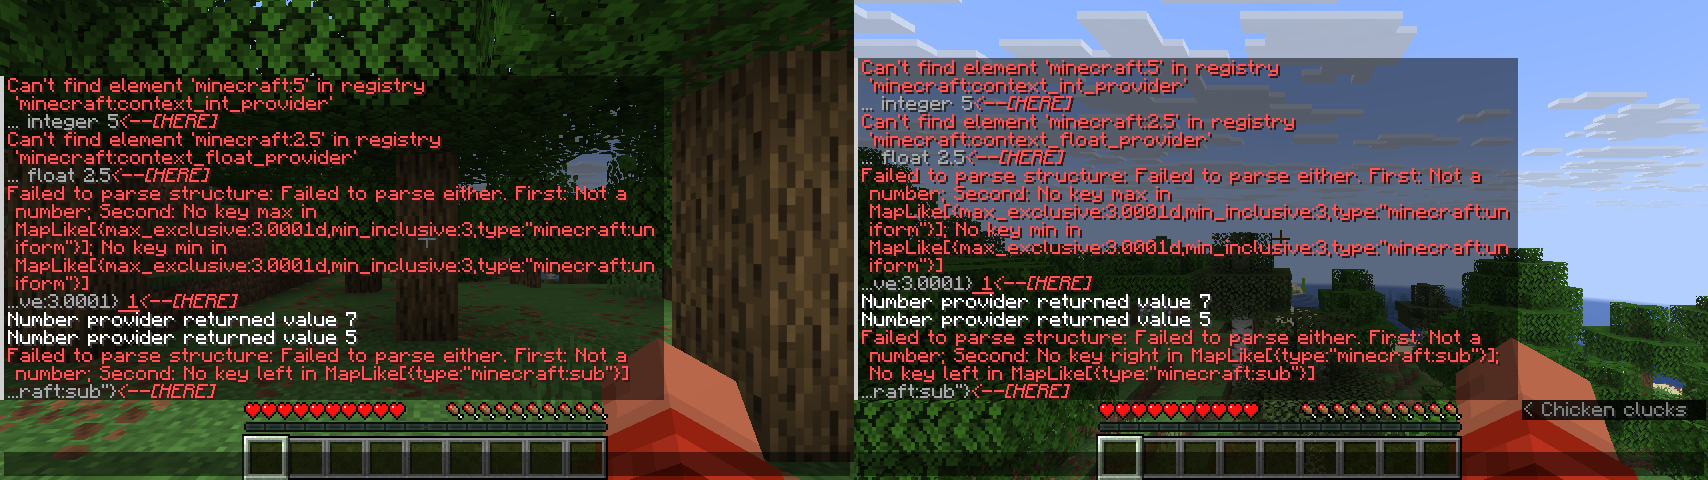 Can't find element 'minecraft:5' in registry
'minecraft:context_int_provider'
... integer 5<--[HERE]
Can't find element 'minecraft:2.5' in registry
'minecraft:context_float_provider'
... float 2.5<--[HERE]
Failed to parse structure: Failed to parse either. First: Not a
number; Second: No key max in
MapLike[{max_exclusive:3.0001d,min_inclusive:3,type:"minecraft:un
iform"}]; No key min in
MapLike[{max_exclusive:3.0001d,min_inclusive:3,type:"minecraft:un
iform"}]
...ve:3.0001} 1<--[HERE]
Number provider returned value 7
Number provider returned value 5
Failed to parse structure: Failed to parse either. First: Not a
number; Second: No key left in MapLike[{type:"minecraft:sub"}]
...raft:sub"}<--[HERE]
Can't find element 'minecraft:5' in registry
'minecraft:context_int_provider'
... integer 5<--[HERE]
Can't find element 'minecraft:2.5' in registry
'minecraft:context_float_provider'
... float 2.5<--[HERE]
Failed to parse structure: Failed to parse either. First: Not a
number; Second: No key max in
MapLike[{max_exclusive:3.0001d,min_inclusive:3,type:"minecraft:un
iform"}]; No key min in
MapLike[{max_exclusive:3.0001d,min_inclusive:3,type:"minecraft:un
iform"}]
...ve:3.0001} 1<--[HERE]
Number provider returned value 7
Number provider returned value 5
Failed to parse structure: Failed to parse either. First: Not a
number; Second: No key right in MapLike[{type:"minecraft:sub"}];
No key left in MapLike[{type:"minecraft:sub"}]
...raft:sub"}<--[HERE]
< Chicken clucks